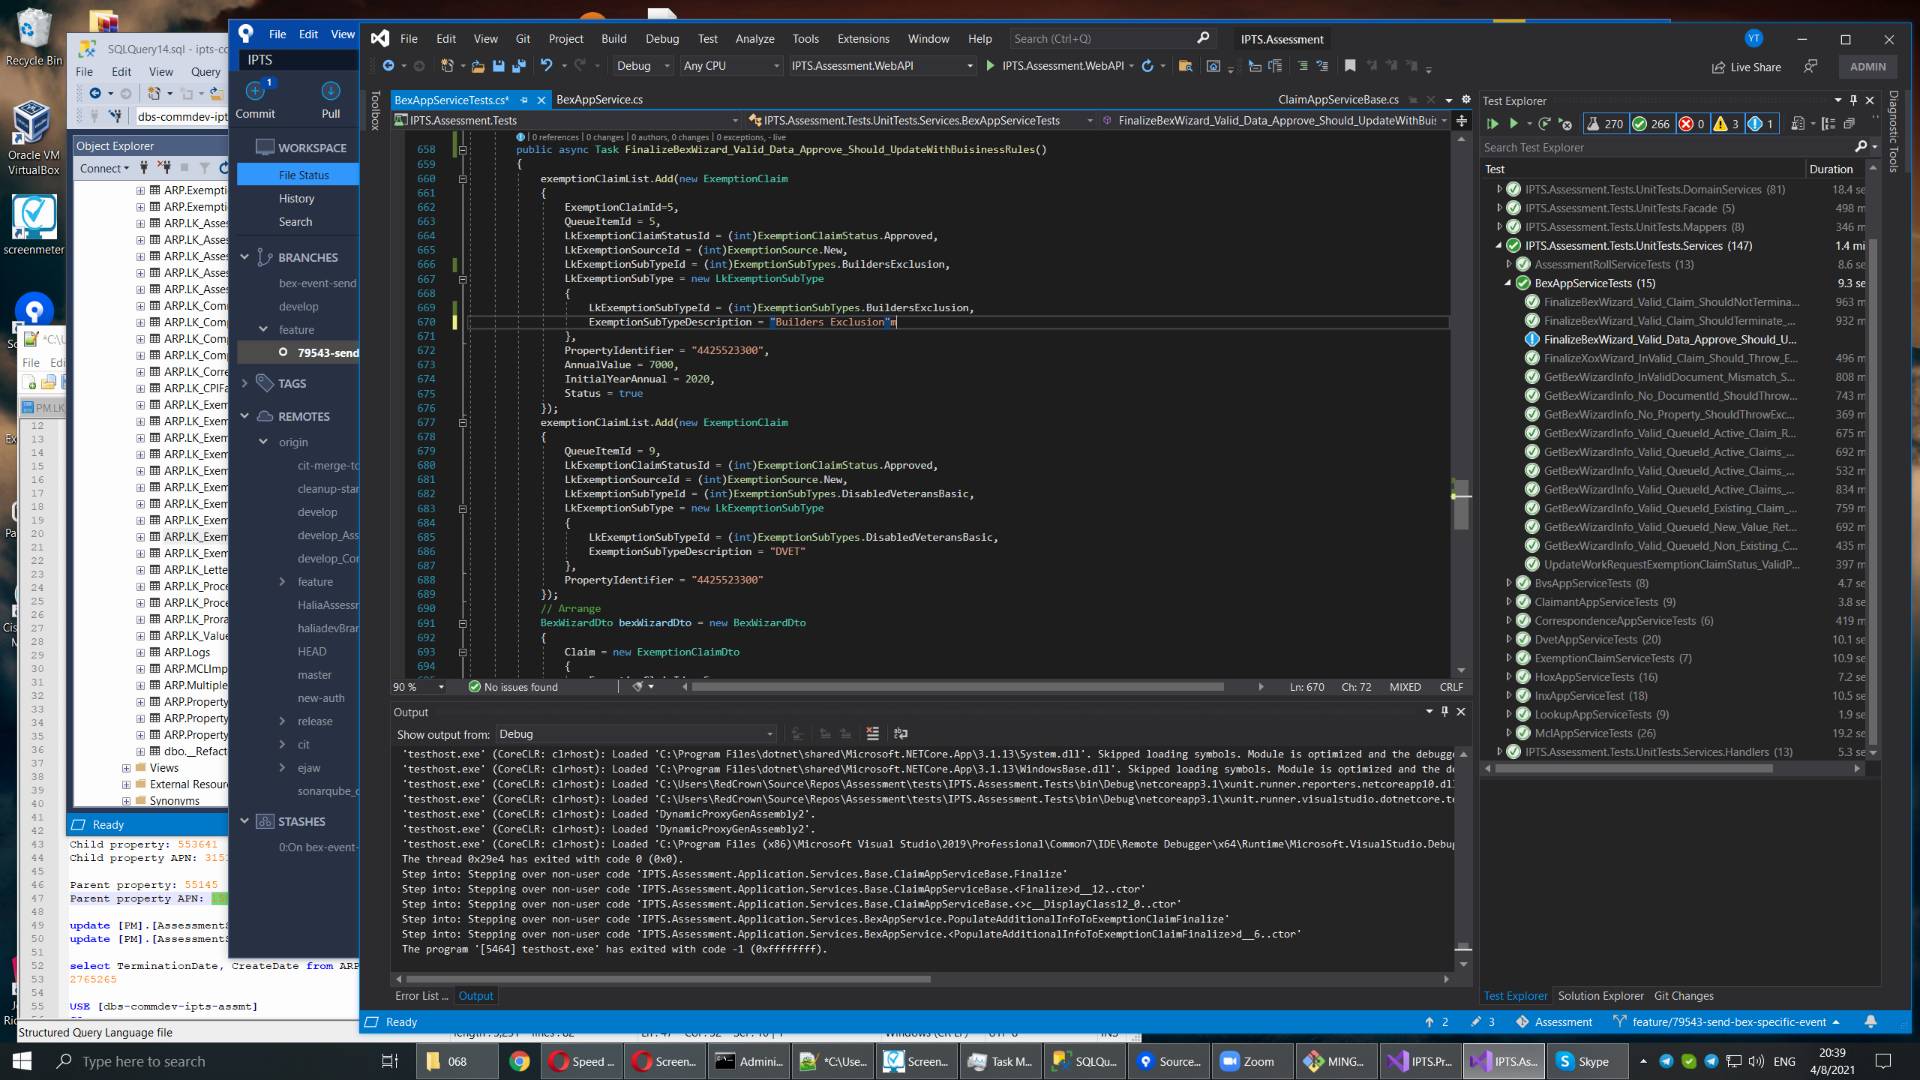 Recycle Bin
Oracle VM
VirtualBox
screenmeter
SQLQuery14.sql - ipts-co
File Edit View Query
dbs-commdev-ipt
Object Explorer
Connect
ARP.Exempti
ARP.Exempti
ARP.LK_Asse
ARP.LK_Asse
ARP.LK_Asse
ARP.LK_Asse
ARP.LK_Asse
ARP.LK_Com
ARP.LK_Com
ARP.LK_Com
ARP.LK_Com
ARP.LK_Corre
ARP.LK_CPIFa
ARP.LK_Exem
ARP.LK_Exem
ARP.LK_Exem
ARP.LK_Exem
ARP.LK_Exem
ARP.LK_Exem
ARP.LK_Exem
ARP.LK_Exem
ARP.LK_Exem
ARP.LK_Exem
ARP.LK_Lette
ARP.LK_Proce
ARP.LK_Proce
ARP.LK_Prora
ARP.LK_Value
ARP.Logs
ARP.MCLImp
ARP.Multiple
ARP.Property
ARP.Property
ARP.Property
dbo.__Refact
Views
External Resour
Synonyms
Ready
File Edi
PM.LK
Child property: 553641
Child property APN: 315
Parent property: 55145
Parent property APN:
update [PM].[Assessment
update [PM].[Assessment
select TerminationDate, CreateDate from ARP
2765265
USE [dbs-commdev-ipts-assmt]
Structured Query Language file
File Edit View
IPTS
1
Commit Pull
WORKSPACE
File Status
History
Search
BRANCHES
bex-event-send
develop
feature
79543-send
TAGS
REMOTES
origin
cit-merge-to
cleanup-star
develop
develop_Ass
develop_Cor
feature
HaliaAssessr
haliadevBrar
HEAD
master
new-auth
release
cit
ejaw
sonarqube_c
STASHES
0:On bex-event-
File Edit View Git Project Build Debug Test Analyze Tools Extensions Window Help Search (Ctrl+Q) IPTS.Assessment YT
Debug Any CPU IPTS.Assessment.WebAPI IPTS.Assessment.WebAPI Live Share ADMIN
Toolbox
BexAppServiceTests.cs* BexAppService.cs ClaimAppServiceBase.cs
IPTS.Assessment.Tests IPTS.Assessment.Tests.UnitTests.Services.BexAppServiceTests FinalizeBexWizard_Valid_Data_Approve_Should_UpdateWithBui
0 references | 0 changes | 0 authors, 0 changes | 0 exceptions, - live
658 public async Task FinalizeBexWizard_Valid_Data_Approve_Should_UpdateWithBuisinessRules()
659 {
660 exemptionClaimList.Add(new ExemptionClaim
661 {
662 ExemptionClaimId=5,
663 QueueItemId = 5,
664 LkExemptionClaimStatusId = (int)ExemptionClaimStatus.Approved,
665 LkExemptionSourceId = (int)ExemptionSource.New,
666 LkExemptionSubTypeId = (int)ExemptionSubTypes.BuildersExclusion,
667 LkExemptionSubType = new LkExemptionSubType
668 {
669 LkExemptionSubTypeId = (int)ExemptionSubTypes.BuildersExclusion,
670 ExemptionSubTypeDescription = "Builders Exclusion"m
671 },
672 PropertyIdentifier = "4425523300",
673 AnnualValue = 7000,
674 InitialYearAnnual = 2020,
675 Status = true
676 });
677 exemptionClaimList.Add(new ExemptionClaim
678 {
679 QueueItemId = 9,
680 LkExemptionClaimStatusId = (int)ExemptionClaimStatus.Approved,
681 LkExemptionSourceId = (int)ExemptionSource.New,
682 LkExemptionSubTypeId = (int)ExemptionSubTypes.DisabledVeteransBasic,
683 LkExemptionSubType = new LkExemptionSubType
684 {
685 LkExemptionSubTypeId = (int)ExemptionSubTypes.DisabledVeteransBasic,
686 ExemptionSubTypeDescription = "DVET"
687 },
688 PropertyIdentifier = "4425523300"
689 });
690 // Arrange
691 BexWizardDto bexWizardDto = new BexWizardDto
692 {
693 Claim = new ExemptionClaimDto
694 {
90 % No issues found Ln: 670 Ch: 72 MIXED CRLF
Output
Show output from: Debug
'testhost.exe' (CoreCLR: clrhost): Loaded 'C:\Program Files\dotnet\shared\Microsoft.NETCore.App\3.1.13\System.dll'. Skipped loading symbols. Module is optimized and the debugge
'testhost.exe' (CoreCLR: clrhost): Loaded 'C:\Program Files\dotnet\shared\Microsoft.NETCore.App\3.1.13\WindowsBase.dll'. Skipped loading symbols. Module is optimized and the de
'testhost.exe' (CoreCLR: clrhost): Loaded 'C:\Users\RedCrown\Source\Repos\Assessment\tests\IPTS.Assessment.Tests\bin\Debug\netcoreapp3.1\xunit.runner.reporters.netcoreapp10.dll
'testhost.exe' (CoreCLR: clrhost): Loaded 'C:\Users\RedCrown\Source\Repos\Assessment\tests\IPTS.Assessment.Tests\bin\Debug\netcoreapp3.1\xunit.runner.visualstudio.dotnetcore.te
'testhost.exe' (CoreCLR: clrhost): Loaded 'DynamicProxyGenAssembly2'.
'testhost.exe' (CoreCLR: clrhost): Loaded 'DynamicProxyGenAssembly2'.
'testhost.exe' (CoreCLR: clrhost): Loaded 'C:\Program Files (x86)\Microsoft Visual Studio\2019\Professional\Common7\IDE\Remote Debugger\x64\Runtime\Microsoft.VisualStudio.Debug
The thread 0x29e4 has exited with code 0 (0x0).
Step into: Stepping over non-user code 'IPTS.Assessment.Application.Services.Base.ClaimAppServiceBase.Finalize'
Step into: Stepping over non-user code 'IPTS.Assessment.Application.Services.Base.ClaimAppServiceBase.<Finalize>d__12..ctor'
Step into: Stepping over non-user code 'IPTS.Assessment.Application.Services.Base.ClaimAppServiceBase.<>c__DisplayClass12_0..ctor'
Step into: Stepping over non-user code 'IPTS.Assessment.Application.Services.BexAppService.PopulateAdditionalInfoToExemptionClaimFinalize'
Step into: Stepping over non-user code 'IPTS.Assessment.Application.Services.BexAppService.<PopulateAdditionalInfoToExemptionClaimFinalize>d__6..ctor'
The program '[5464] testhost.exe' has exited with code -1 (0xffffffff).
Error List ... Output
Ready 2 3 Assessment feature/79543-send-bex-specific-event
Test Explorer
270 266 0 3 1
Search Test Explorer
Test Duration
IPTS.Assessment.Tests.UnitTests.DomainServices (81) 18.4 se
IPTS.Assessment.Tests.UnitTests.Facade (5) 498 m
IPTS.Assessment.Tests.UnitTests.Mappers (8) 346 m
IPTS.Assessment.Tests.UnitTests.Services (147) 1.4 mi
AssessmentRollServiceTests (13) 8.6 se
BexAppServiceTests (15) 9.3 se
FinalizeBexWizard_Valid_Claim_ShouldNotTermina... 963 m
FinalizeBexWizard_Valid_Claim_ShouldTerminate_... 932 m
FinalizeBexWizard_Valid_Data_Approve_Should_U...
FinalizeXoxWizard_InValid_Claim_Should_Throw_E... 496 m
GetBexWizardInfo_InValidDocument_Mismatch_S... 808 m
GetBexWizardInfo_No_DocumentId_ShouldThrow... 743 m
GetBexWizardInfo_No_Property_ShouldThrowExc... 369 m
GetBexWizardInfo_Valid_QueueId_Active_Claim_R... 675 m
GetBexWizardInfo_Valid_QueueId_Active_Claims_... 692 m
GetBexWizardInfo_Valid_QueueId_Active_Claims_... 532 m
GetBexWizardInfo_Valid_QueueId_Active_Claims_... 834 m
GetBexWizardInfo_Valid_QueueId_Existing_Claim_... 759 m
GetBexWizardInfo_Valid_QueueId_New_Value_Ret... 692 m
GetBexWizardInfo_Valid_QueueId_Non_Existing_C... 435 m
UpdateWorkRequestExemptionClaimStatus_ValidP... 397 m
BvsAppServiceTests (8) 4.7 se
ClaimantAppServiceTests (9) 3.8 se
CorrespondenceAppServiceTests (6) 419 m
DvetAppServiceTests (20) 10.1 se
ExemptionClaimServiceTests (7) 10.9 se
HoxAppServiceTests (16) 7.2 se
InxAppServiceTest (18) 10.5 se
LookupAppServiceTests (9) 1.9 se
MclAppServiceTests (26) 19.2 se
IPTS.Assessment.Tests.UnitTests.Services.Handlers (13) 5.3 se
Test Explorer Solution Explorer Git Changes
Diagnostic Tools
Type here to search 068 Speed ... Screen... Admini... *C:\Use... Screen... Task M... SQLQu... Source... Zoom MING... IPTS.Pr... IPTS.As... Skype ENG 20:39
4/8/2021